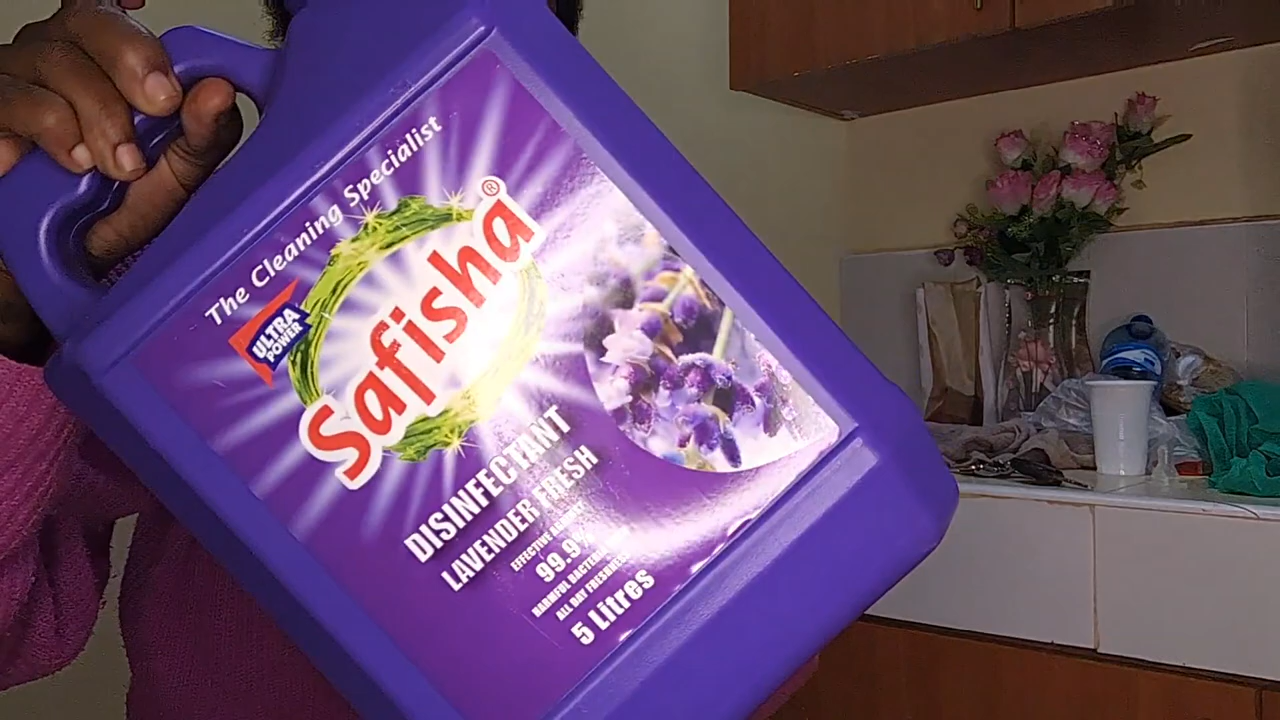 The Cleaning Specialist
ULTRA
POWER
Safisha®
DISINFECTANT
LAVENDER FRESH
EFFECTIVE AGAINST
99.9%
HARMFUL BACTERIA
ALL DAY FRESHNESS
5 Litres